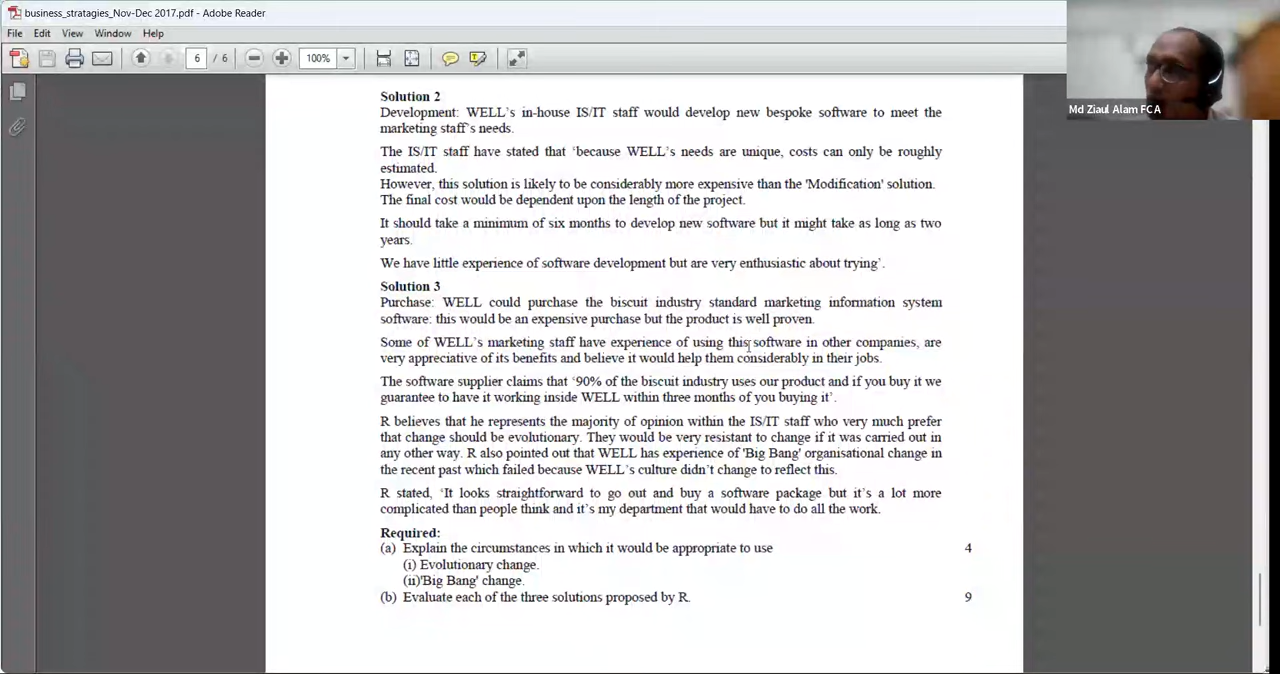 business_stratagies_Nov-Dec 2017.pdf - Adobe Reader
File Edit View Window Help
6 / 6 100%
Md Ziaul Alam FCA
Solution 2
Development: WELL's in-house IS/IT staff would develop new bespoke software to meet the
marketing staff's needs.
The IS/IT staff have stated that 'because WELL's needs are unique, costs can only be roughly
estimated.
However, this solution is likely to be considerably more expensive than the 'Modification' solution.
The final cost would be dependent upon the length of the project.
It should take a minimum of six months to develop new software but it might take as long as two
years.
We have little experience of software development but are very enthusiastic about trying'.
Solution 3
Purchase: WELL could purchase the biscuit industry standard marketing information system
software: this would be an expensive purchase but the product is well proven.
Some of WELL's marketing staff have experience of using this software in other companies, are
very appreciative of its benefits and believe it would help them considerably in their jobs.
The software supplier claims that '90% of the biscuit industry uses our product and if you buy it we
guarantee to have it working inside WELL within three months of you buying it'.
R believes that he represents the majority of opinion within the IS/IT staff who very much prefer
that change should be evolutionary. They would be very resistant to change if it was carried out in
any other way. R also pointed out that WELL has experience of 'Big Bang' organisational change in
the recent past which failed because WELL's culture didn't change to reflect this.
R stated, 'It looks straightforward to go out and buy a software package but it's a lot more
complicated than people think and it's my department that would have to do all the work.
Required:
(a) Explain the circumstances in which it would be appropriate to use 4
(i) Evolutionary change.
(ii)'Big Bang' change.
(b) Evaluate each of the three solutions proposed by R. 9